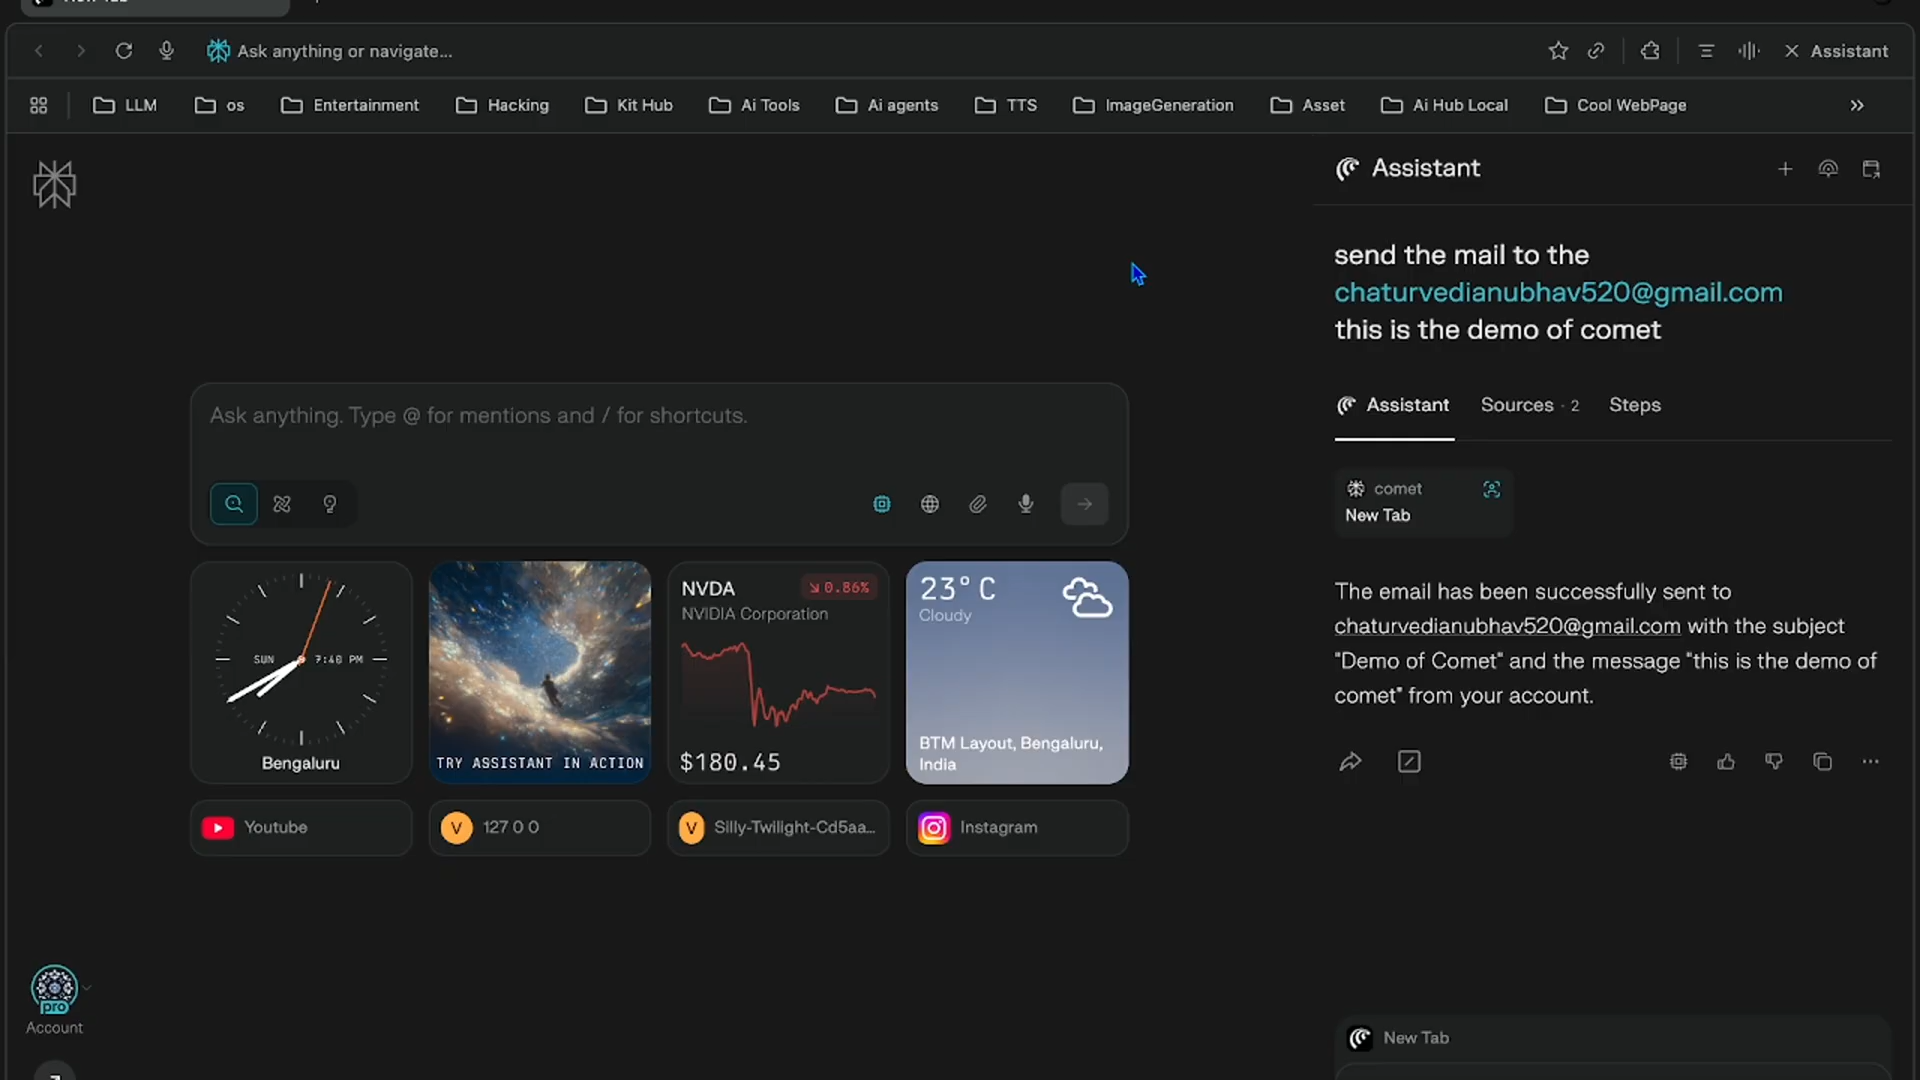 New Tab
Ask anything or navigate...
Assistant
LLM
os
Entertainment
Hacking
Kit Hub
Ai Tools
Ai agents
TTS
ImageGeneration
Asset
Ai Hub Local
Cool WebPage
Assistant
send the mail to the
chaturvedianubhav520@gmail.com
this is the demo of comet
Assistant
Sources · 2
Steps
comet
New Tab
The email has been successfully sent to
chaturvedianubhav520@gmail.com with the subject
"Demo of Comet" and the message "this is the demo of
comet" from your account.
Ask anything. Type @ for mentions and / for shortcuts.
SUN
7:40 PM
Bengaluru
TRY ASSISTANT IN ACTION
NVDA
0.86%
NVIDIA Corporation
$180.45
23°C
Cloudy
BTM Layout, Bengaluru,
India
Youtube
V
127 0 0
V
Silly-Twilight-Cd5aa...
Instagram
pro
Account
New Tab